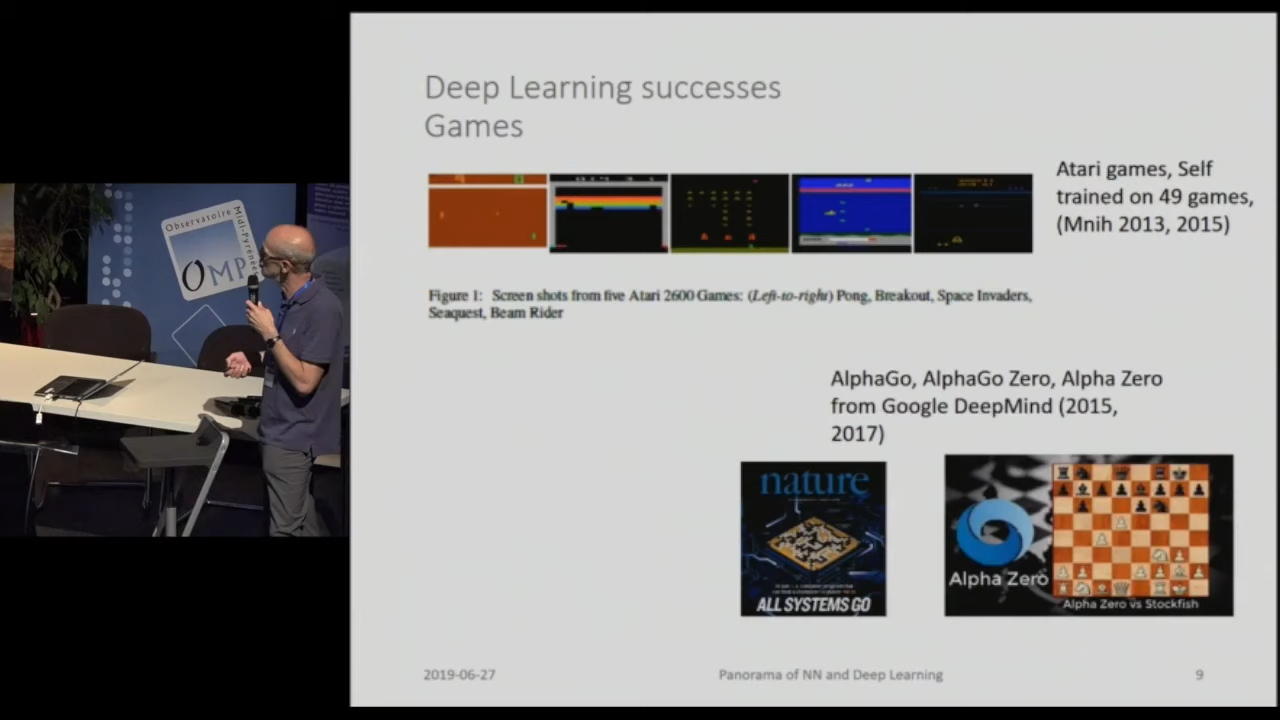 Observatoire
Midi-Pyrénées
OMP
Deep Learning successes
Games
Atari games, Self
trained on 49 games,
(Mnih 2013, 2015)
Figure 1: Screen shots from five Atari 2600 Games: (Left-to-right) Pong, Breakout, Space Invaders,
Seaquest, Beam Rider
AlphaGo, AlphaGo Zero, Alpha Zero
from Google DeepMind (2015,
2017)
nature
ALL SYSTEMS GO
Alpha Zero
Alpha Zero vs Stockfish
2019-06-27
Panorama of NN and Deep Learning
9